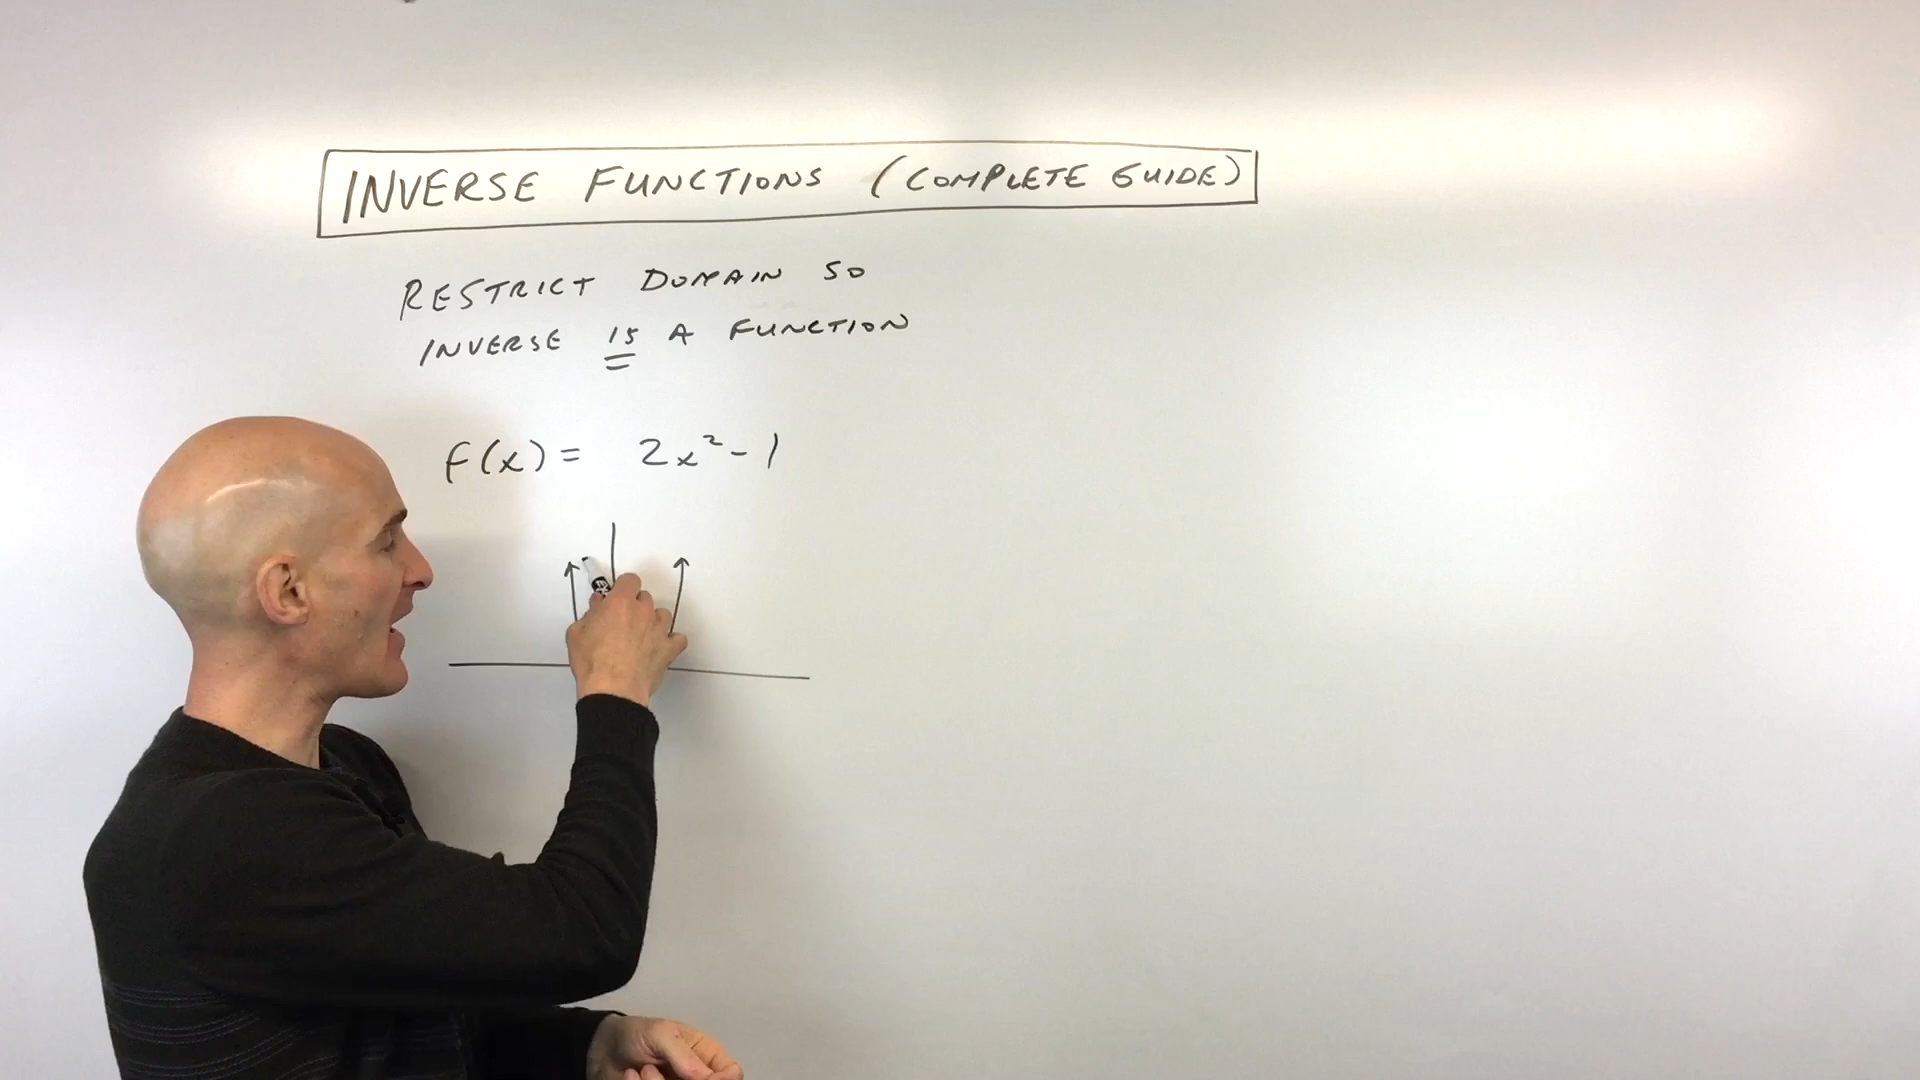 INVERSE FUNCTIONS (COMPLETE GUIDE)
RESTRICT DOMAIN SO
INVERSE IS A FUNCTION
f(x) = 2x² - 1